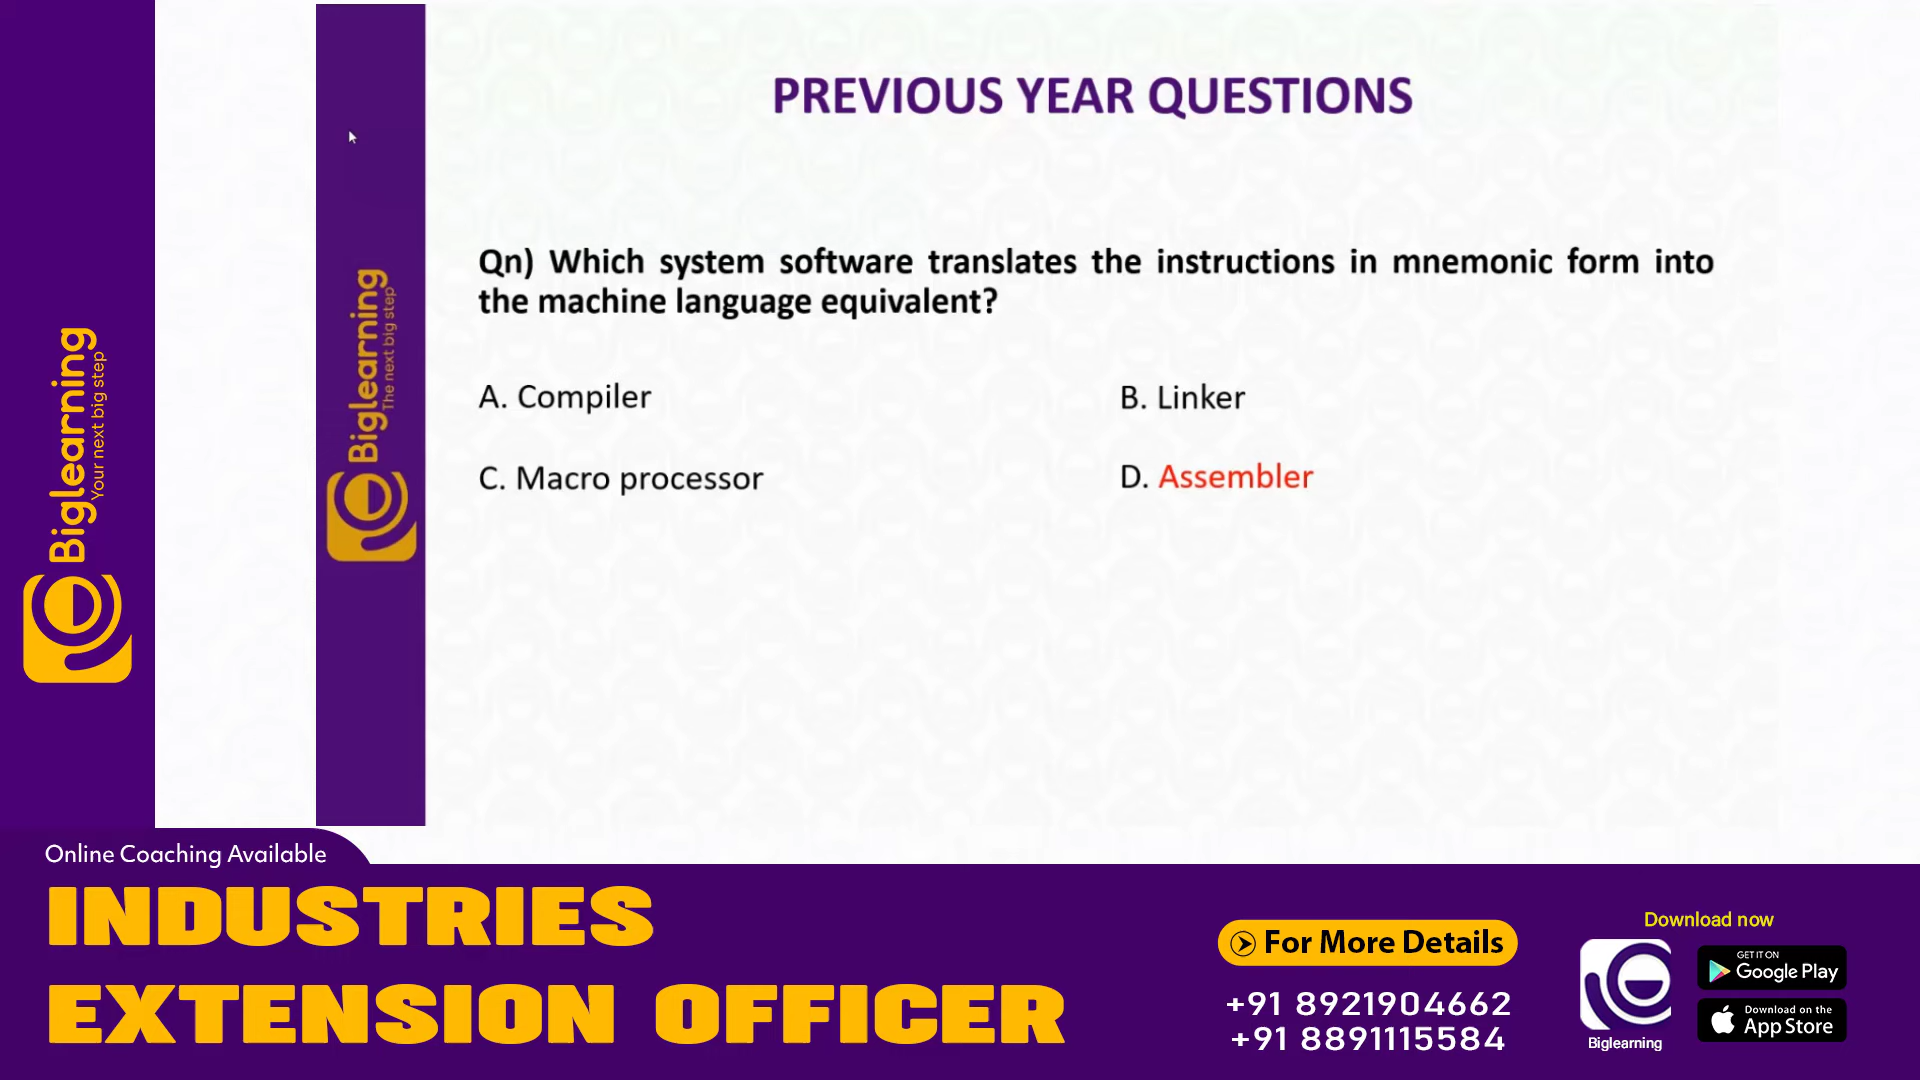 PREVIOUS YEAR QUESTIONS
Qn) Which system software translates the instructions in mnemonic form into
the machine language equivalent?
A. Compiler
B. Linker
C. Macro processor
D. Assembler
Biglearning
The next big step
Biglearning
Your next big step
Online Coaching Available
INDUSTRIES
EXTENSION OFFICER
For More Details
+91 8921904662
+91 8891115584
Download now
Biglearning
GET IT ON
Google Play
Download on the
App Store